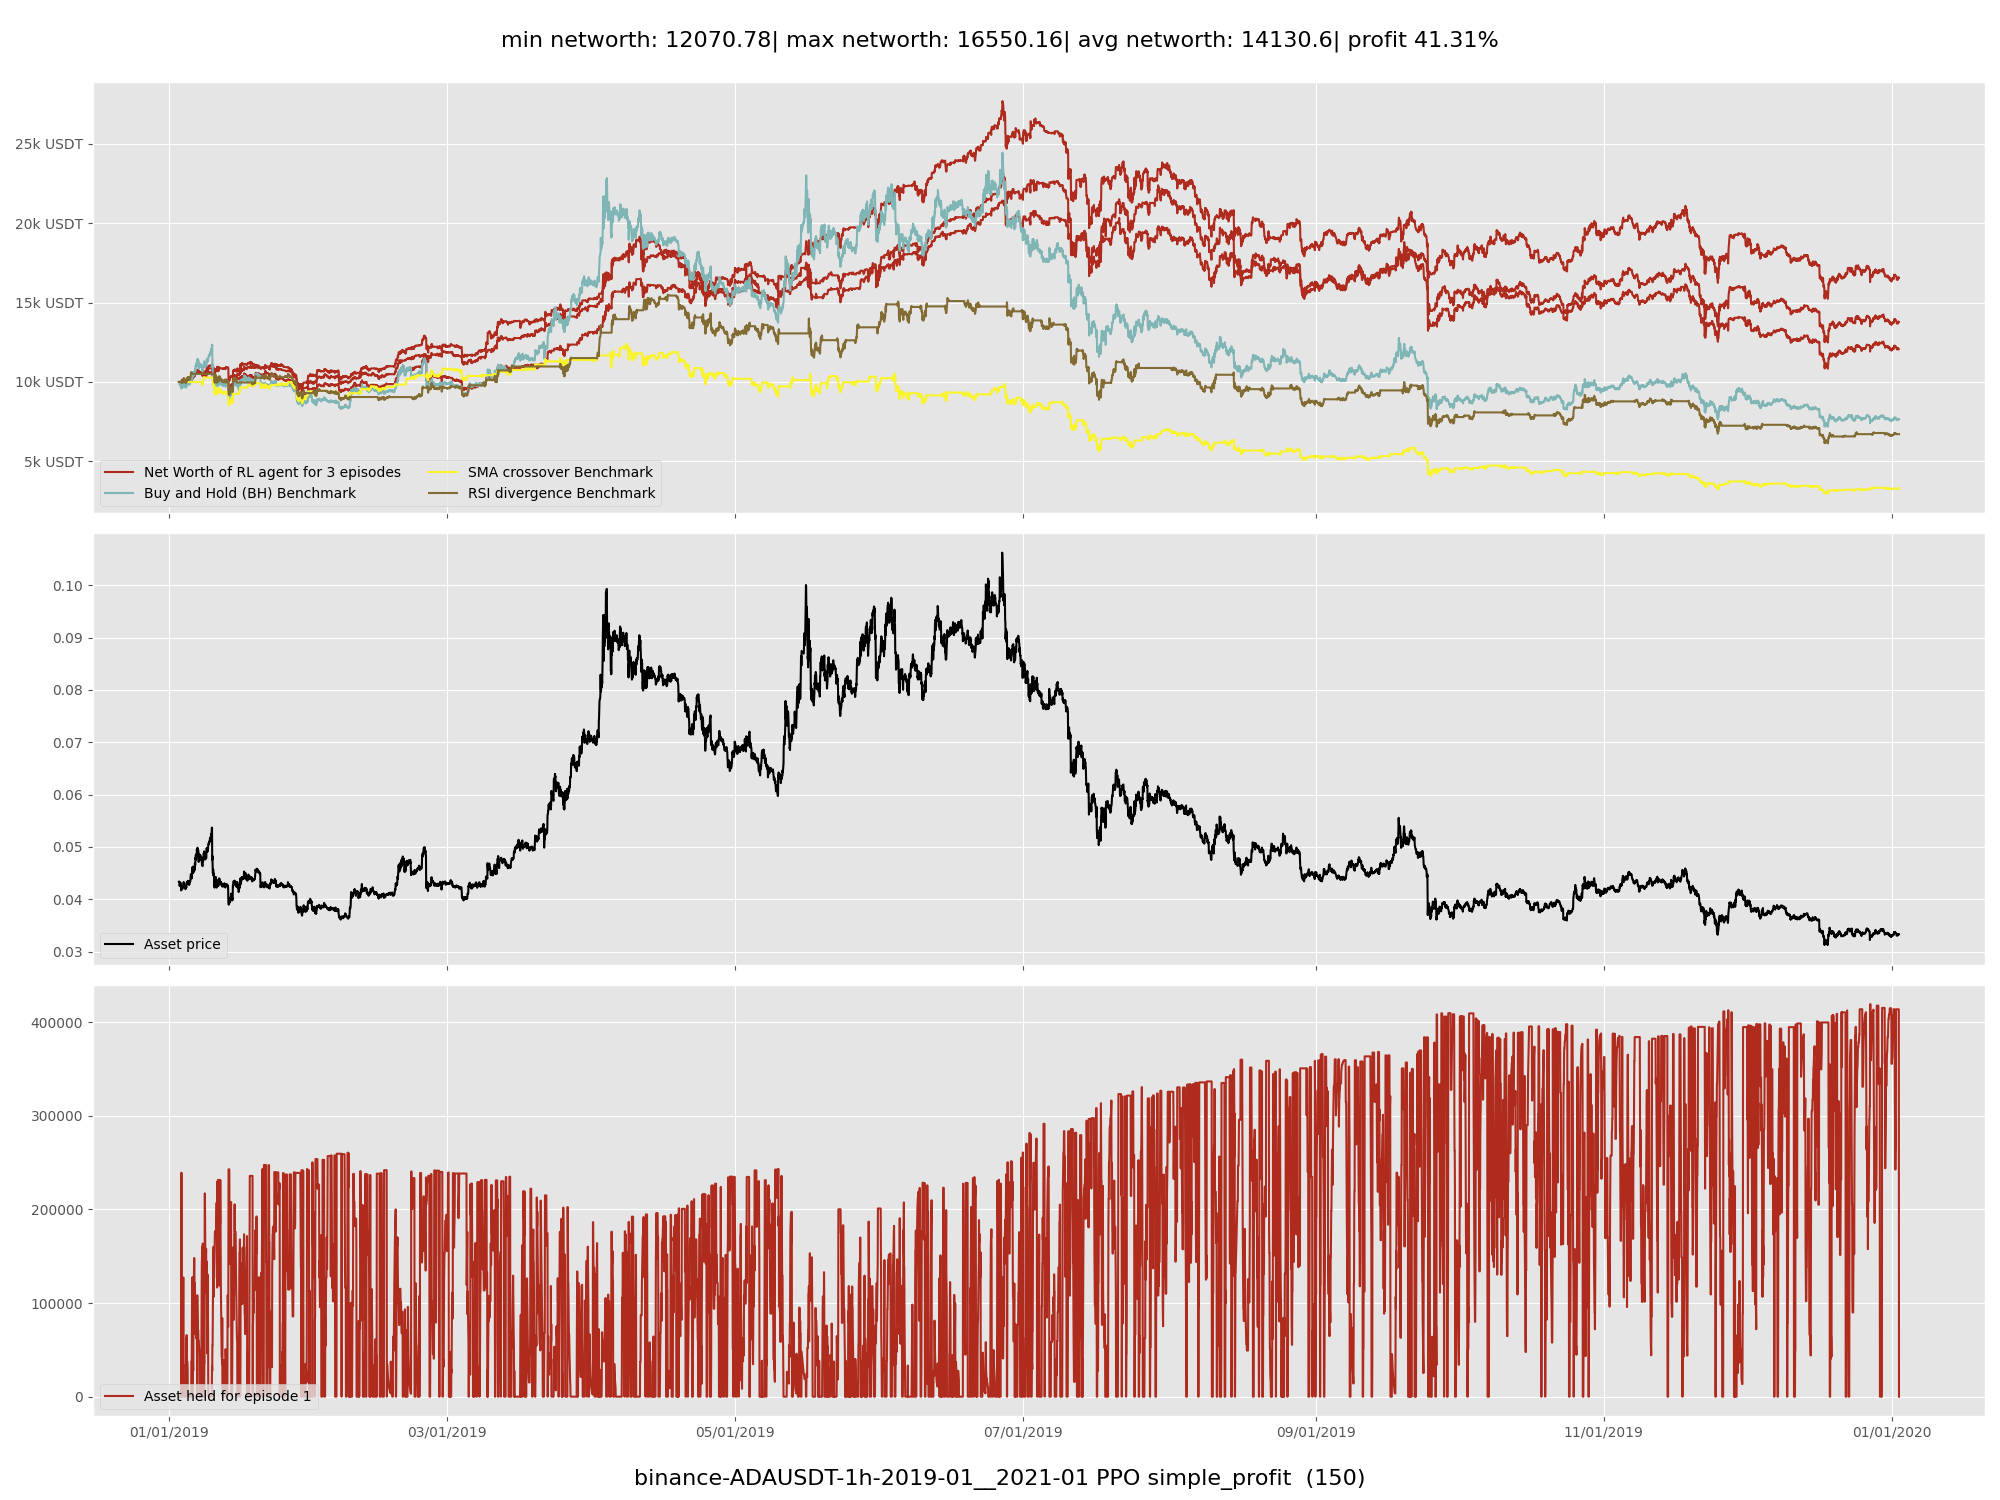 min networth: 12070.78| max networth: 16550.16| avg networth: 14130.6| profit 41.31%
25k USDT
20k USDT
15k USDT
10k USDT
5k USDT
Net Worth of RL agent for 3 episodes
Buy and Hold (BH) Benchmark
SMA crossover Benchmark
RSI divergence Benchmark
0.10
0.09
0.08
0.07
0.06
0.05
0.04
0.03
Asset price
400000
300000
200000
100000
0
Asset held for episode 1
01/01/2019 03/01/2019 05/01/2019 07/01/2019 09/01/2019 11/01/2019 01/01/2020
binance-ADAUSDT-1h-2019-01__2021-01 PPO simple_profit  (150)